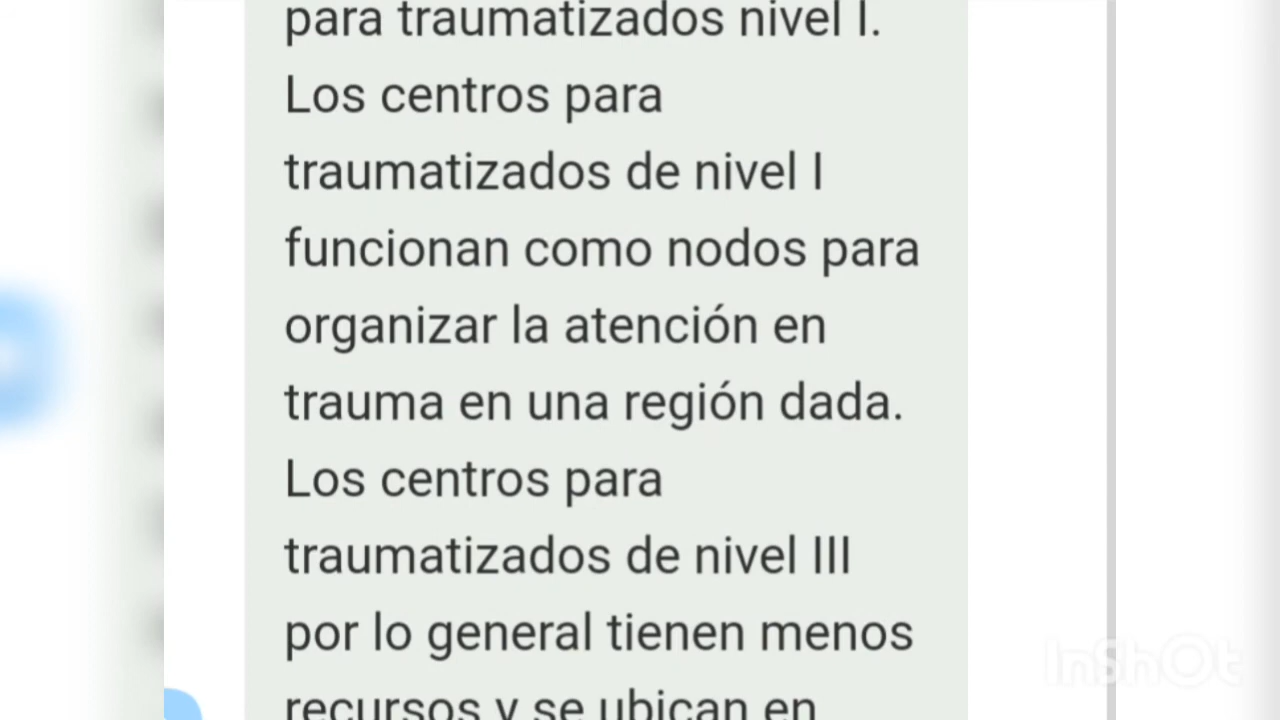 para traumatizados nivel I.
Los centros para
traumatizados de nivel I
funcionan como nodos para
organizar la atención en
trauma en una región dada.
Los centros para
traumatizados de nivel III
por lo general tienen menos
recursos y se ubican en
InShOt